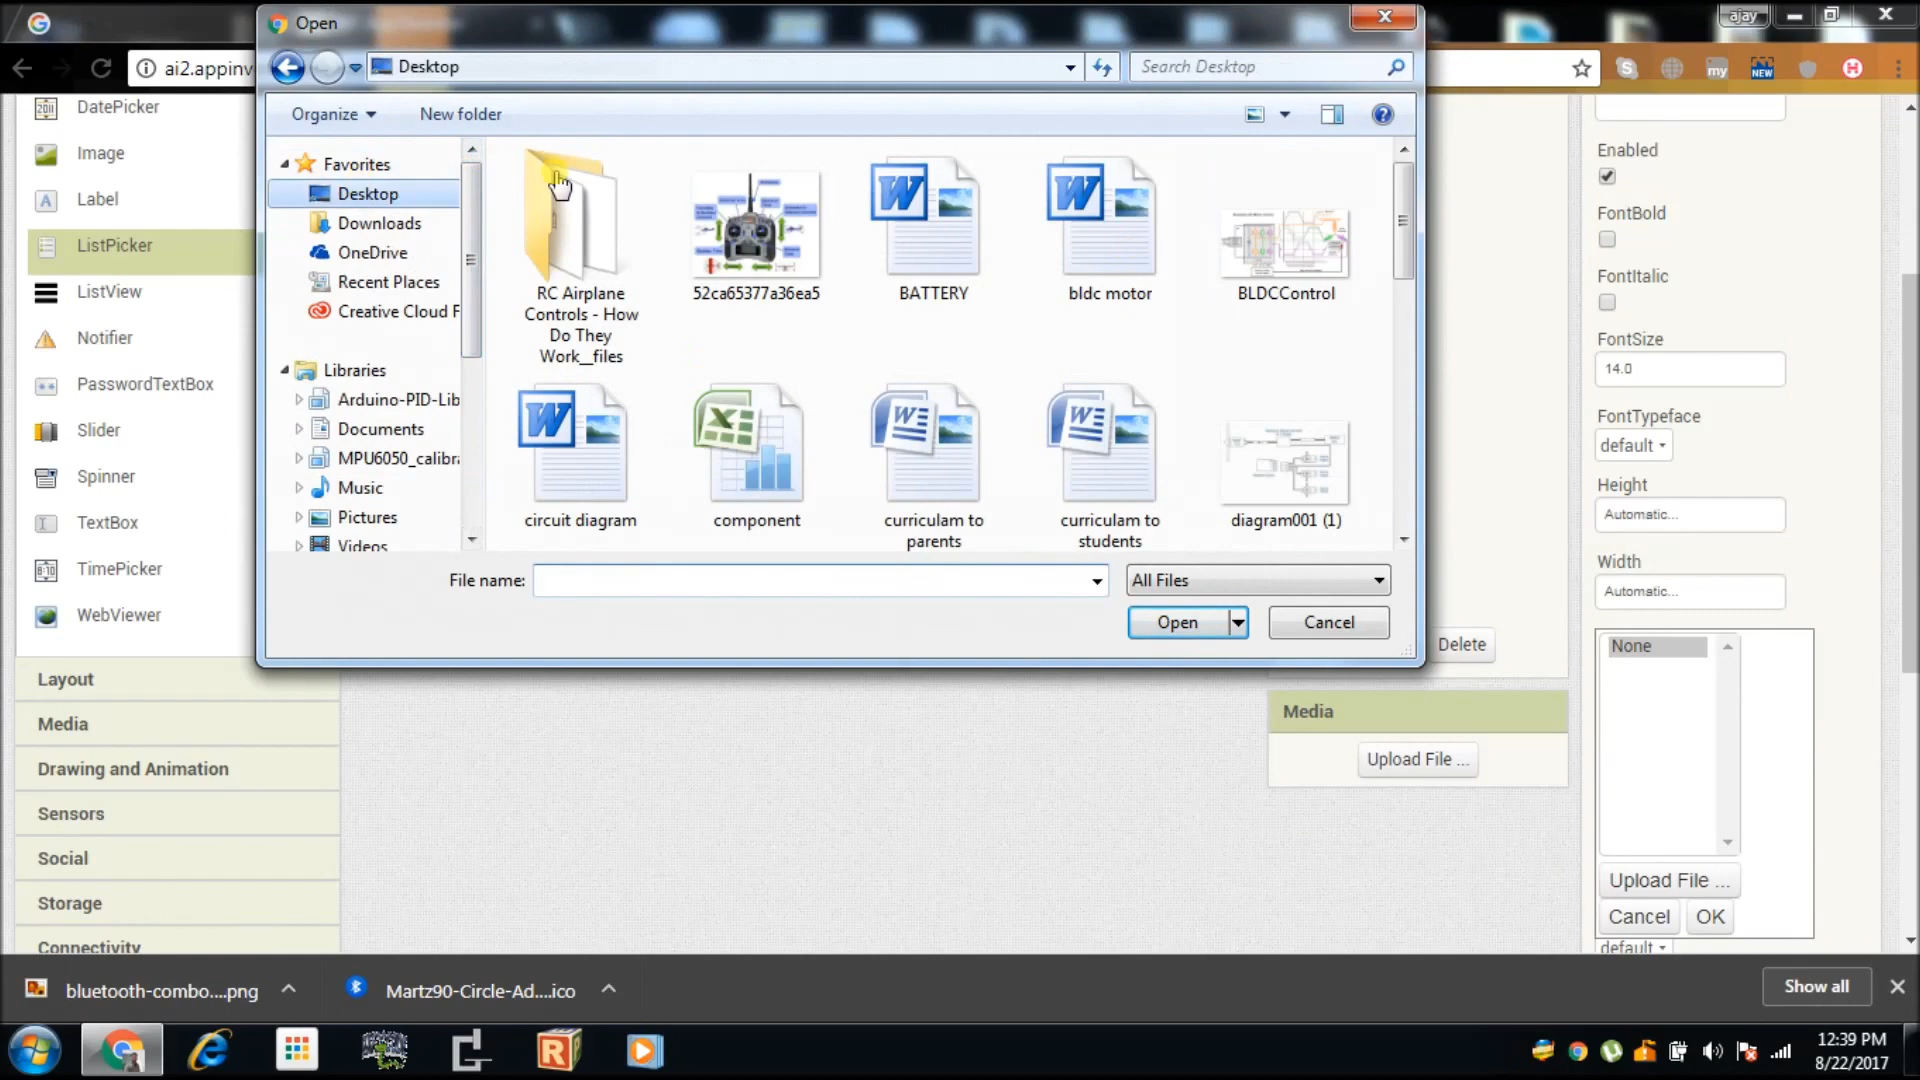 Open
ajay
ai2.appinv
Desktop
Search Desktop
my
NEW
Organize
New folder
DatePicker
Image
Label
ListPicker
ListView
Notifier
PasswordTextBox
Slider
Spinner
TextBox
TimePicker
WebViewer
Layout
Media
Drawing and Animation
Sensors
Social
Storage
Connectivity
Favorites
Desktop
Downloads
OneDrive
Recent Places
Creative Cloud F
Libraries
Arduino-PID-Lib
Documents
MPU6050_calibra
Music
Pictures
Videos
RC Airplane
Controls - How
Do They
Work__files
52ca65377a36ea5
BATTERY
bldc motor
BLDCControl
circuit diagram
component
curriculam to
parents
curriculam to
students
diagram001 (1)
File name:
All Files
Open
Cancel
Delete
Media
Upload File ...
Enabled
FontBold
FontItalic
FontSize
14.0
FontTypeface
default
Height
Automatic...
Width
Automatic...
None
Upload File ...
Cancel
OK
default
bluetooth-combo....png
Martz90-Circle-Ad....ico
Show all
12:39 PM
8/22/2017